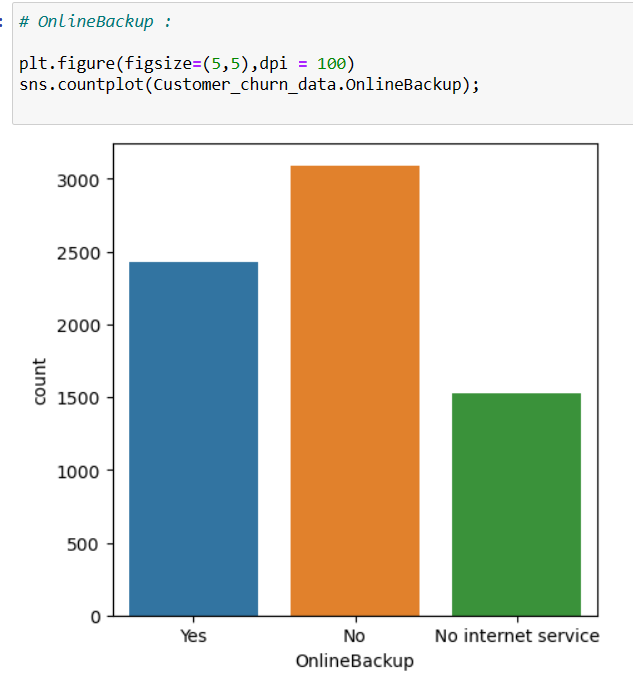 :
# OnlineBackup :
plt.figure(figsize=(5,5),dpi = 100)
sns.countplot(Customer_churn_data.OnlineBackup);
3000
2500
2000
1500
1000
500
0
count
Yes No No internet service
OnlineBackup